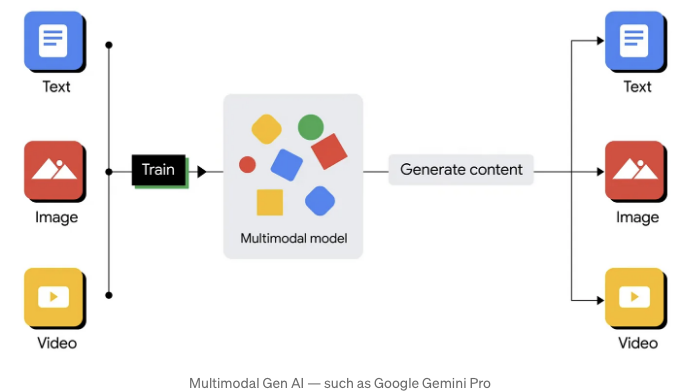 Text
Image
Video
Train
Multimodal model
Generate content
Text
Image
Video
Multimodal Gen AI — such as Google Gemini Pro